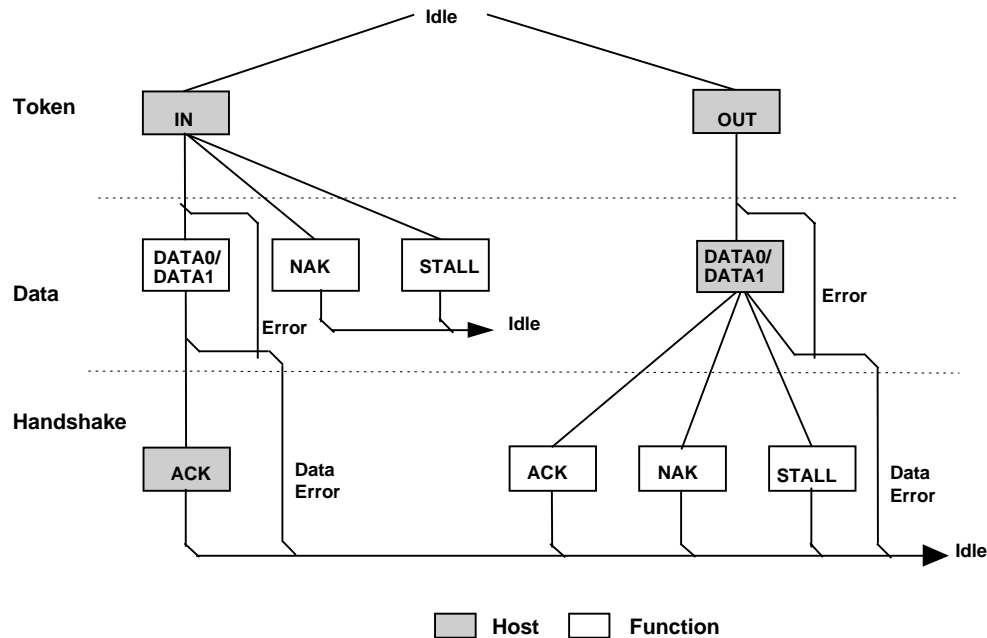 Idle
Token
IN
OUT
DATA0/
DATA1
NAK
STALL
DATA0/
DATA1
Data
Error
Idle
Error
Handshake
ACK
Data
Error
ACK
NAK
STALL
Data
Error
Idle
Host
Function